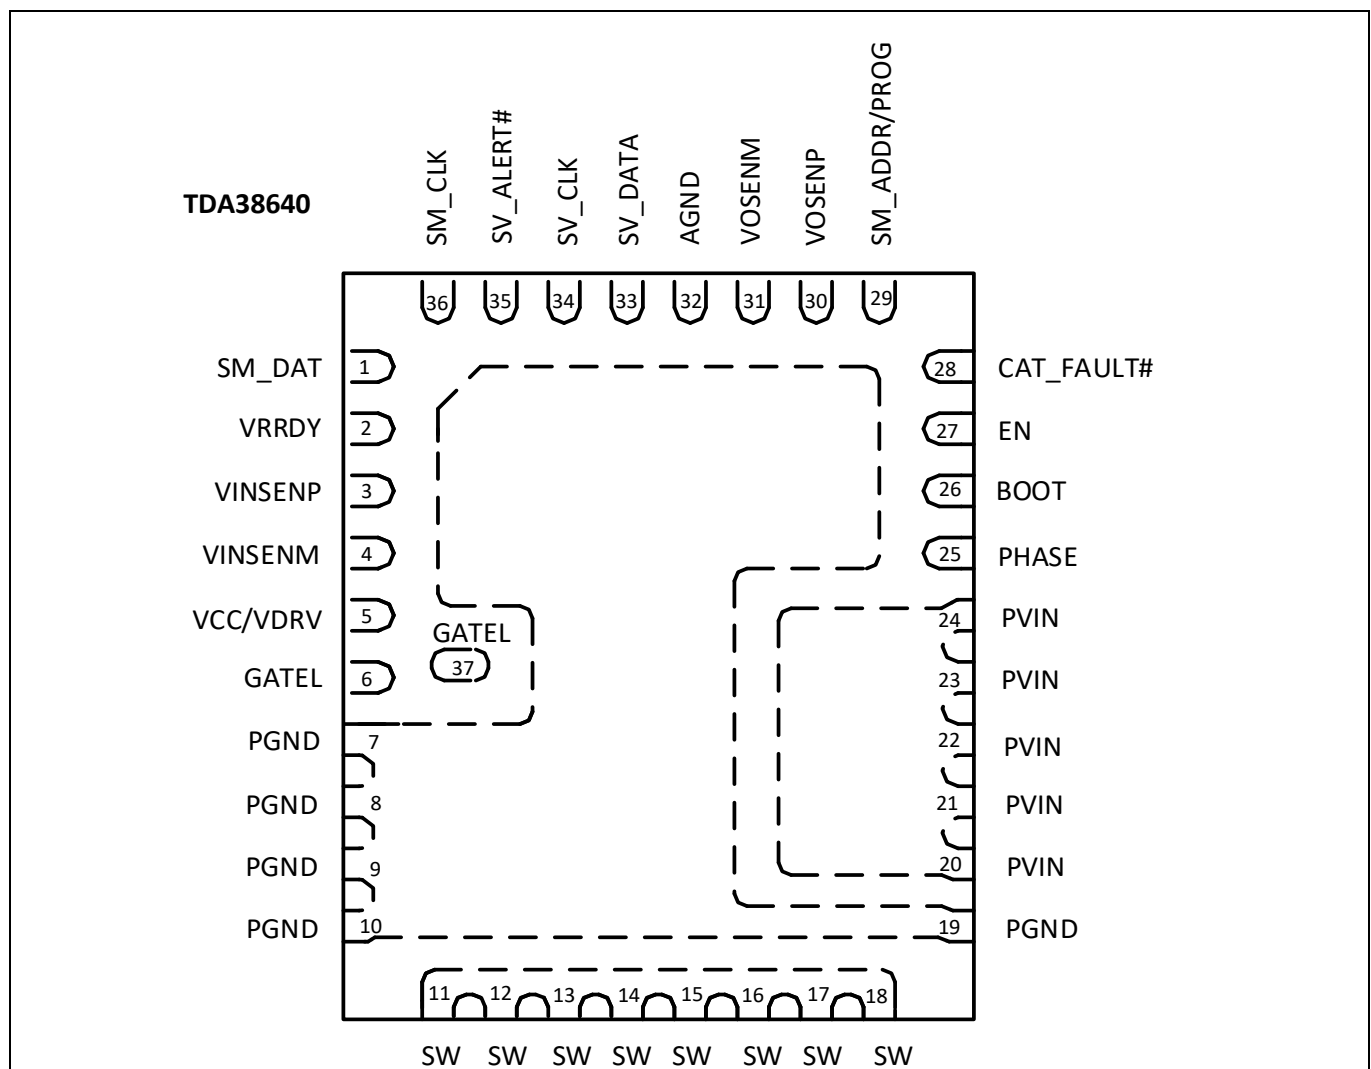 TDA38640
SM_CLK
SV_ALERT#
SV_CLK
SV_DATA
AGND
VOSENM
VOSENP
SM_ADDR/PROG
36 35 34 33 32 31 30 29
SM_DAT 1
VRRDY 2
VINSENP 3
VINSENM 4
VCC/VDRV 5
GATEL 6
PGND 7
PGND 8
PGND 9
PGND 10
GATEL
37
28 CAT_FAULT#
27 EN
26 BOOT
25 PHASE
24 PVIN
23 PVIN
22 PVIN
21 PVIN
20 PVIN
19 PGND
11 12 13 14 15 16 17 18
SW SW SW SW SW SW SW SW